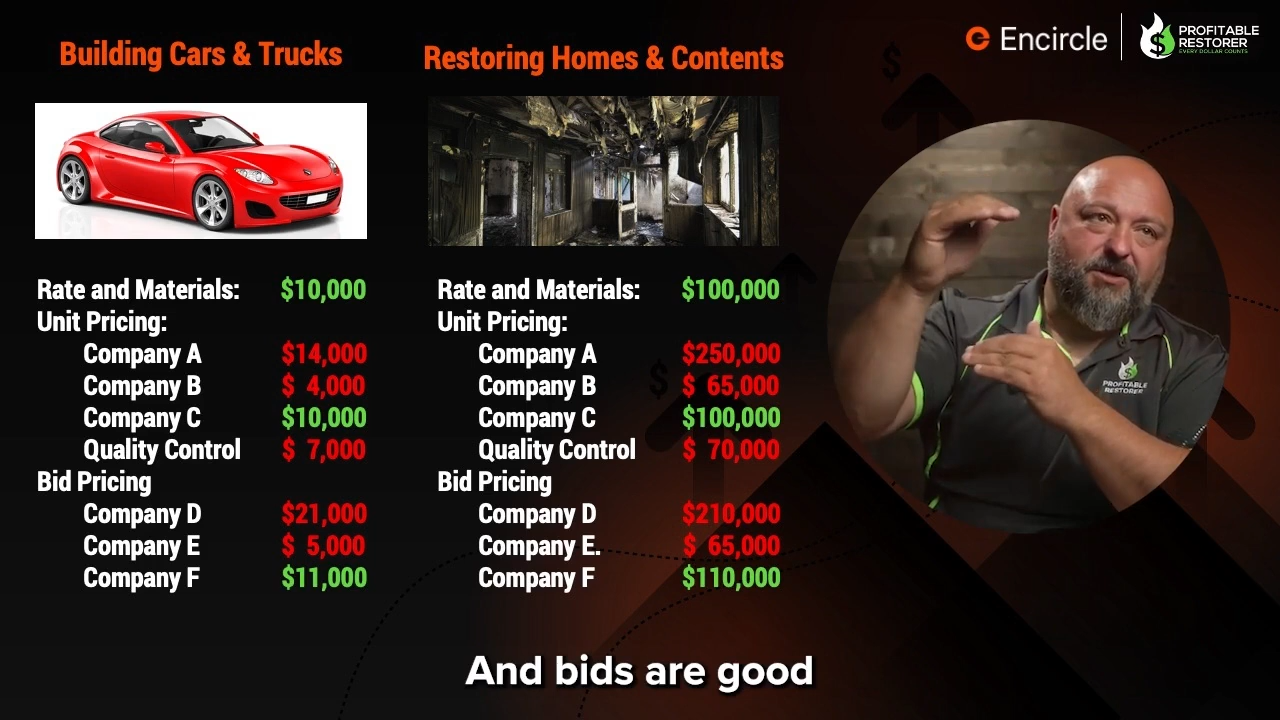 Building Cars & Trucks
Restoring Homes & Contents
Encircle
PROFITABLE
RESTORER
EVERY DOLLAR COUNTS
Rate and Materials: $10,000
Unit Pricing:
Company A $14,000
Company B $ 4,000
Company C $10,000
Quality Control $ 7,000
Bid Pricing
Company D $21,000
Company E $ 5,000
Company F $11,000
Rate and Materials: $100,000
Unit Pricing:
Company A $250,000
Company B $ 65,000
Company C $100,000
Quality Control $ 70,000
Bid Pricing
Company D $210,000
Company E. $ 65,000
Company F $110,000
PROFITABLE
RESTORER
And bids are good